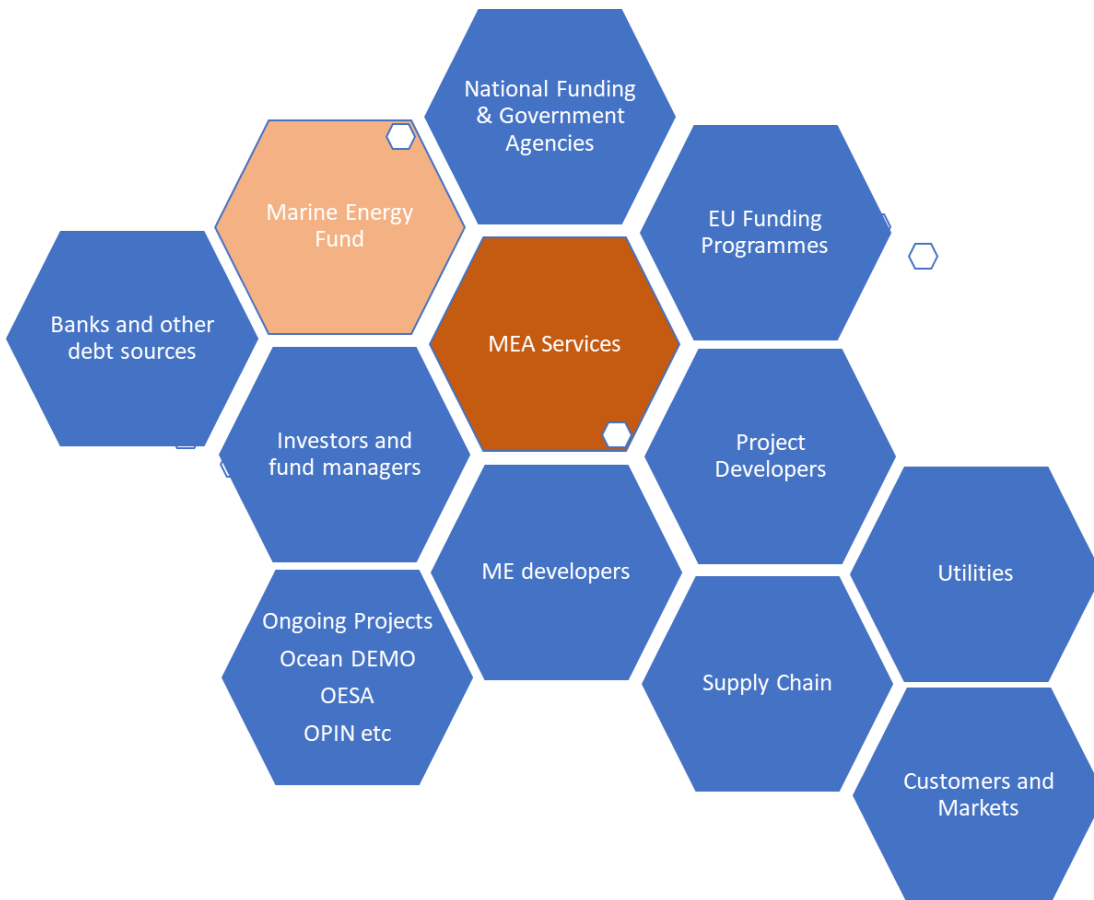 National Funding
& Government
Agencies
Marine Energy
Fund
EU Funding
Programmes
Banks and other
debt sources
MEA Services
Investors and
fund managers
Project
Developers
ME developers
Utilities
Ongoing Projects
Ocean DEMO
OESA
OPIN etc
Supply Chain
Customers and
Markets